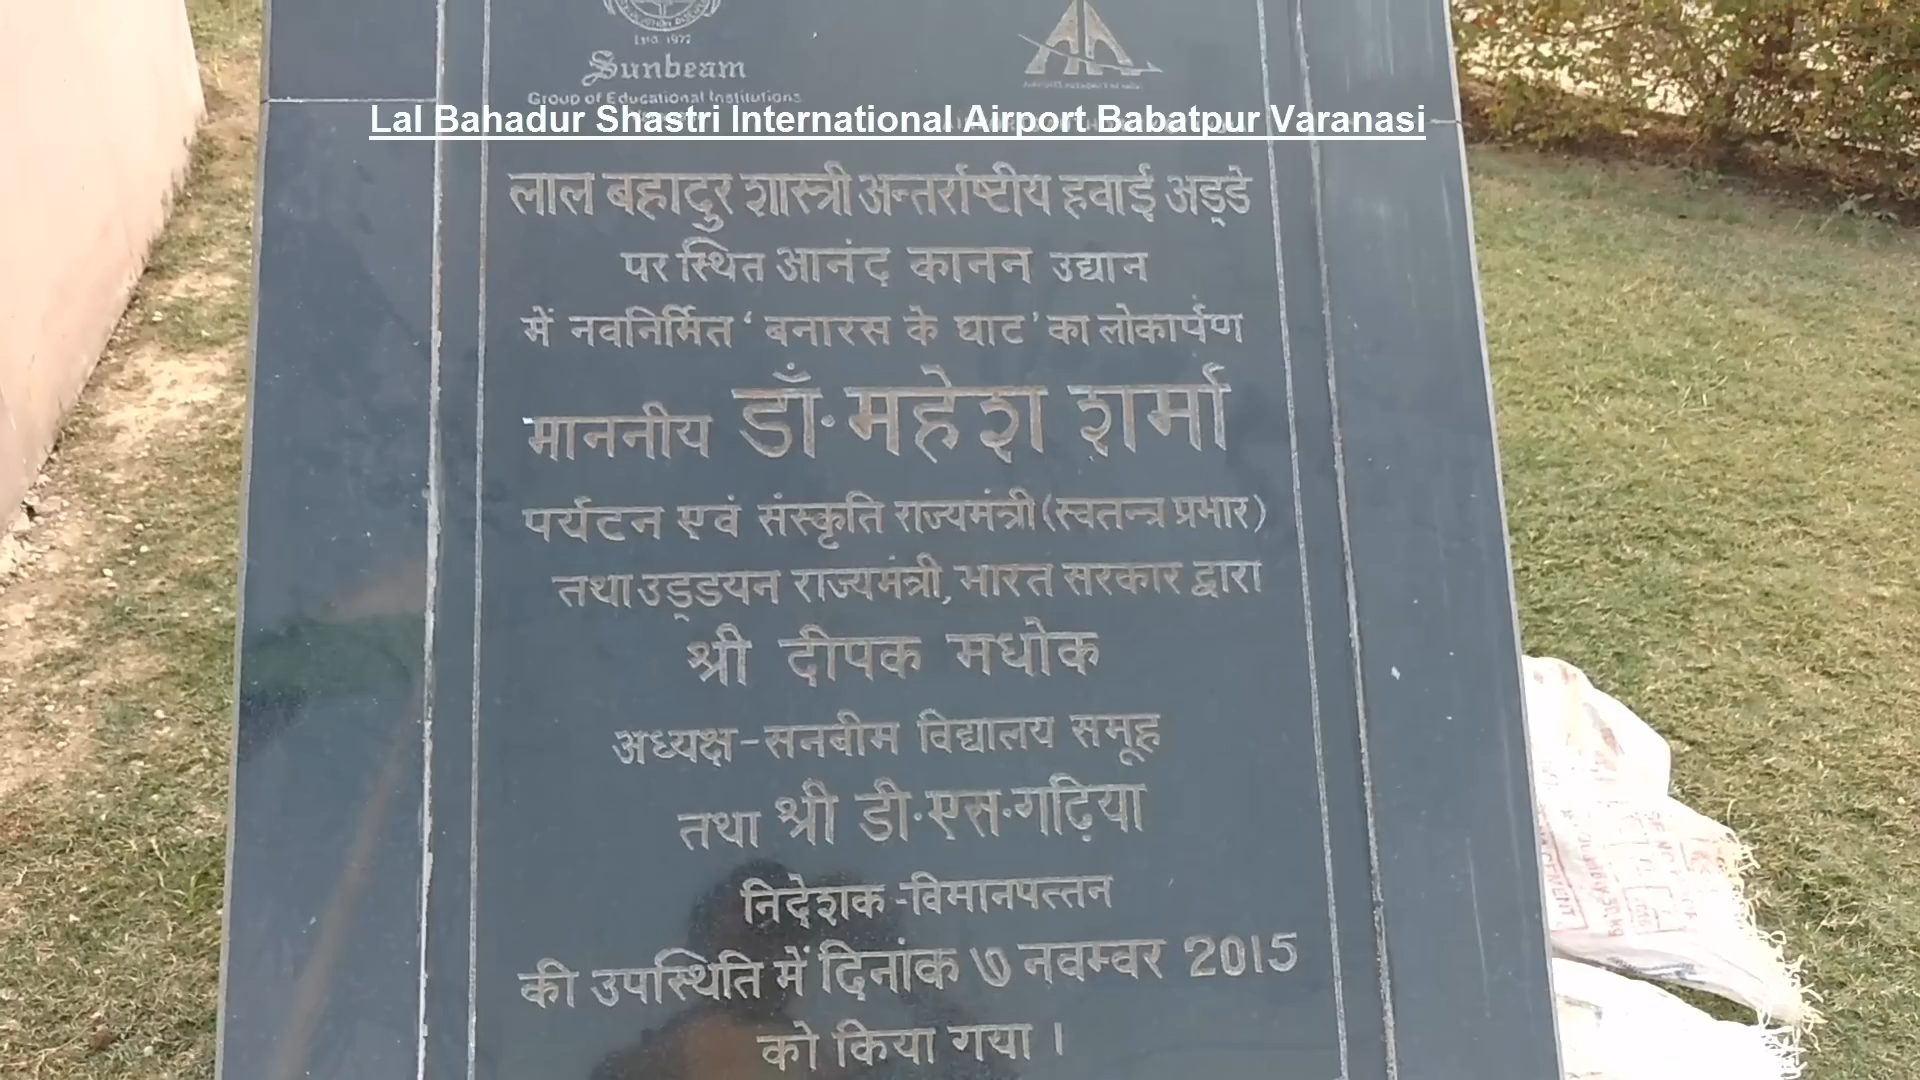 Estd. 1972
Sunbeam
Group of Educational Institutions
Lal Bahadur Shastri International Airport Babatpur Varanasi
लाल बहादुर शास्त्री अन्तर्राष्टीय हवाई अड्डे
पर स्थित आनंद कानन उद्यान
में नवनिर्मित ‘ बनारस के घाट ’ का लोकार्पण
माननीय डॉ. महेश शर्मा
पर्यटन एवं संस्कृति राज्यमंत्री (स्वतन्त्र प्रभार)
तथा उड्डयन राज्यमंत्री, भारत सरकार द्वारा
श्री दीपक मधोक
अध्यक्ष - सनबीम विद्यालय समूह
तथा श्री डी. एस. गढ़िया
निदेशक - विमानपत्तन
की उपस्थिति में दिनांक ७ नवम्वर 2015
को किया गया ।